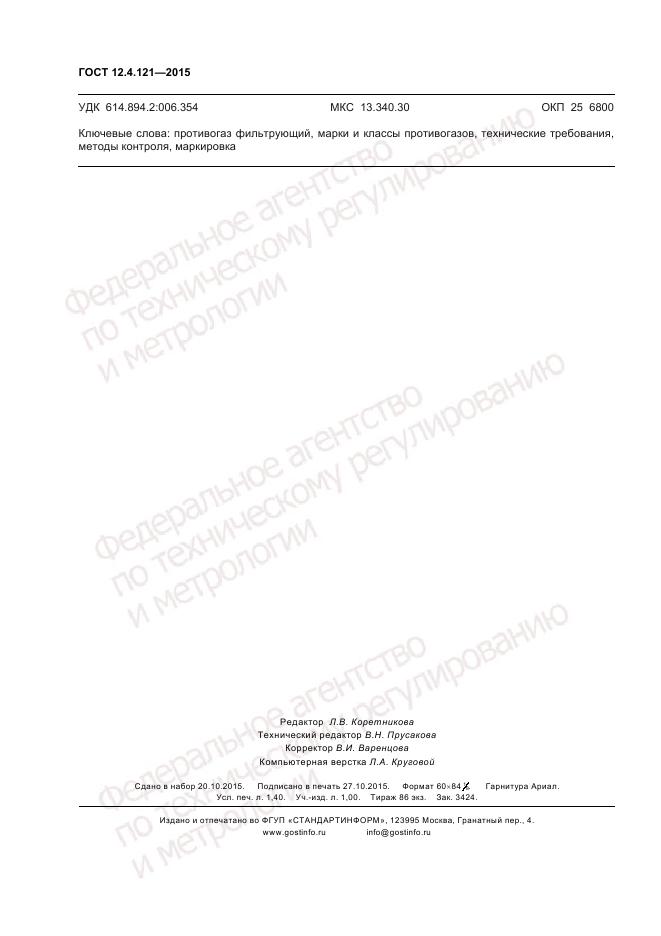 ГОСТ 12.4.121—2015
УДК 614.894.2:006.354 МКС 13.340.30 ОКП 25 6800
Ключевые слова: противогаз фильтрующий, марки и классы противогазов, технические требования,
методы контроля, маркировка
Федеральное агентство
по техническому регулированию
и метрологии
Федеральное агентство
по техническому регулированию
и метрологии
Федеральное агентство
по техническому регулированию
и метрологии
Редактор Л.В. Коретникова
Технический редактор В.Н. Прусакова
Корректор В.И. Варенцова
Компьютерная верстка Л.А. Круговой
Сдано в набор 20.10.2015. Подписано в печать 27.10.2015. Формат 60×84 Гарнитура Ариал.
Усл. печ. л. 1,40. Уч.-изд. л. 1,00. Тираж 86 экз. Зак. 3424.
Издано и отпечатано во ФГУП «СТАНДАРТИНФОРМ», 123995 Москва, Гранатный пер., 4.
www.gostinfo.ru info@gostinfo.ru